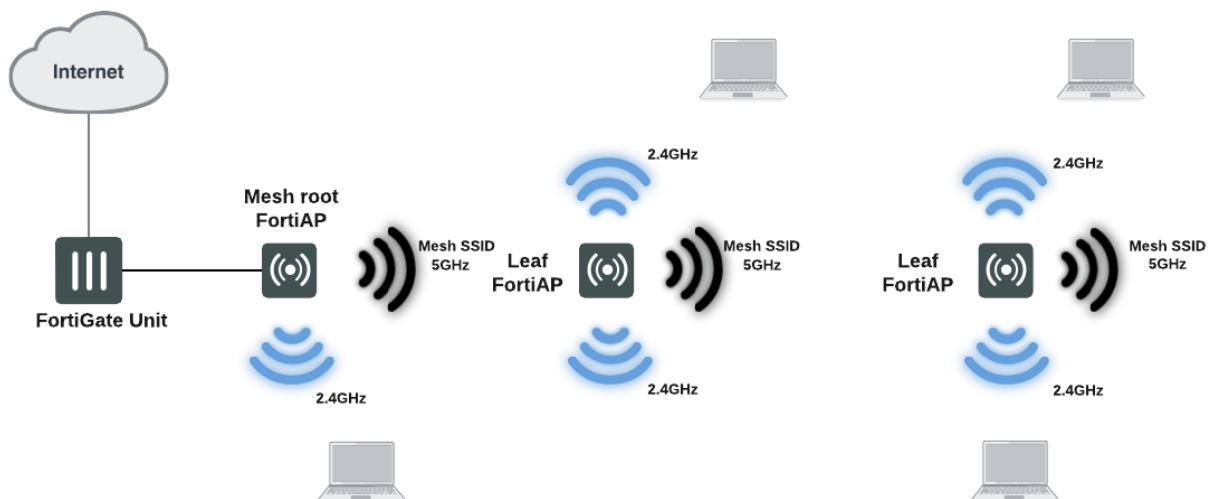 Internet
2.4GHz
2.4GHz
Mesh root
FortiAP
Mesh SSID
5GHz
Leaf
FortiAP
Mesh SSID
5GHz
Leaf
FortiAP
Mesh SSID
5GHz
FortiGate Unit
2.4GHz
2.4GHz
2.4GHz